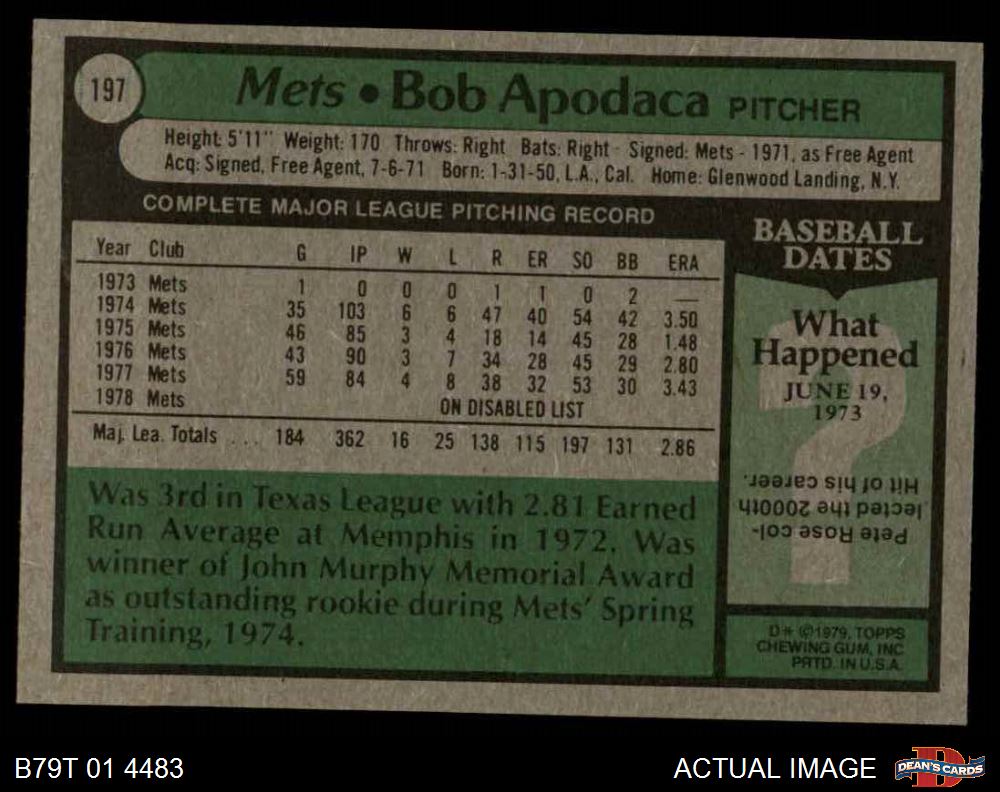 197
Mets • Bob Apodaca PITCHER
Height: 5'11" Weight: 170 Throws: Right Bats: Right - Signed: Mets - 1971, as Free Agent
Acq: Signed, Free Agent, 7-6-71 Born: 1-31-50, L.A., Cal. Home: Glenwood Landing, N.Y.
COMPLETE MAJOR LEAGUE PITCHING RECORD
Year Club G IP W L R ER SO BB ERA
1973 Mets 1 0 0 0 1 1 0 2 —
1974 Mets 35 103 6 6 47 40 54 42 3.50
1975 Mets 46 85 3 4 18 14 45 28 1.48
1976 Mets 43 90 3 7 34 28 45 29 2.80
1977 Mets 59 84 4 8 38 32 53 30 3.43
1978 Mets ON DISABLED LIST
Maj. Lea. Totals . . . 184 362 16 25 138 115 197 131 2.86
Was 3rd in Texas League with 2.81 Earned
Run Average at Memphis in 1972. Was
winner of John Murphy Memorial Award
as outstanding rookie during Mets' Spring
Training, 1974.
BASEBALL
DATES
What
Happened
JUNE 19,
1973
?
Pete Rose col-
lected the 2000th
Hit of his career.
D* ©1979, TOPPS
CHEWING GUM, INC
PRTD. IN U.S.A.
B79T 01 4483
ACTUAL IMAGE
D
DEAN'S CARDS